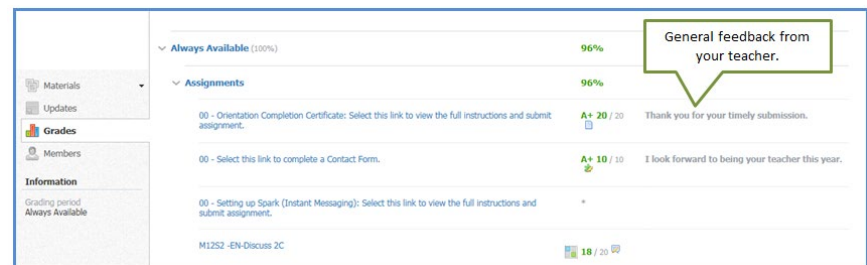 General feedback from
your teacher.
Always Available (100%) 96%
Assignments 96%
00 - Orientation Completion Certificate: Select this link to view the full instructions and submit
assignment.
A+ 20 / 20
Thank you for your timely submission.
00 - Select this link to complete a Contact Form.
A+ 10 / 10
I look forward to being your teacher this year.
00 - Setting up Spark (Instant Messaging): Select this link to view the full instructions and
submit assignment.
*
M12S2 -EN-Discuss 2C
18 / 20
Materials
Updates
Grades
Members
Information
Grading period
Always Available